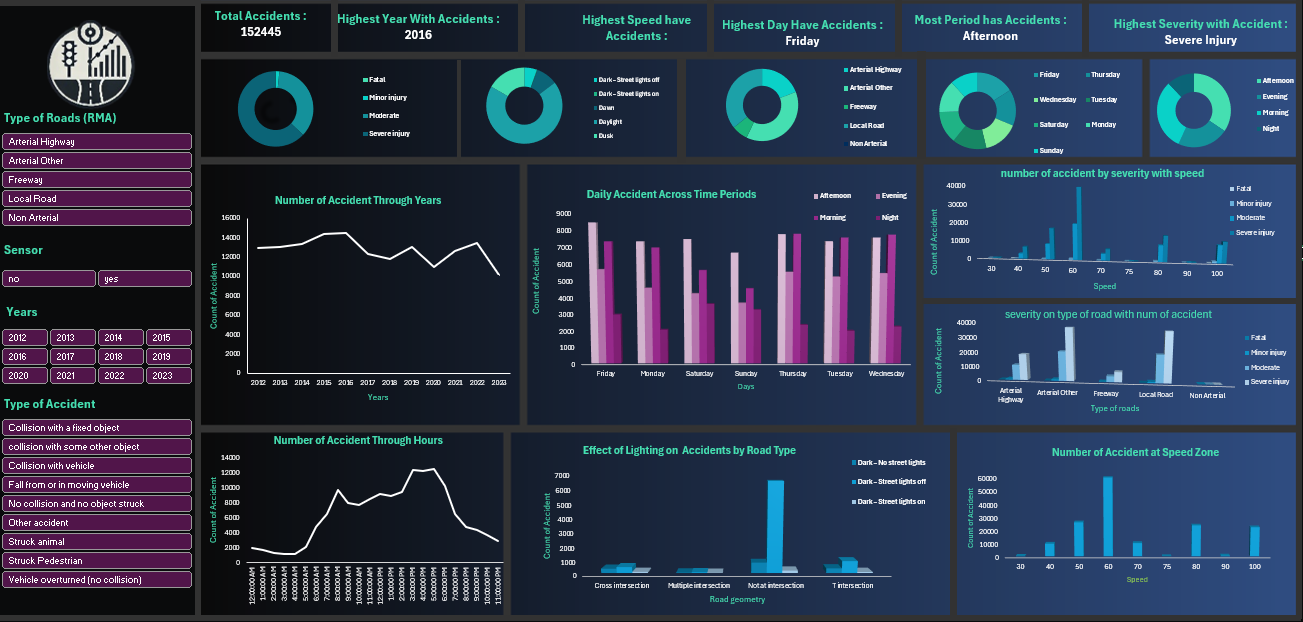 Total Accidents :
152445
Highest Year With Accidents :
2016
Highest Speed have
Accidents :
Highest Day Have Accidents :
Friday
Most Period has Accidents :
Afternoon
Highest Severity with Accident :
Severe Injury
Type of Roads (RMA)
Arterial Highway
Arterial Other
Freeway
Local Road
Non Arterial
Sensor
no
yes
Years
2012
2013
2014
2015
2016
2017
2018
2019
2020
2021
2022
2023
Type of Accident
Collision with a fixed object
collision with some other object
Collision with vehicle
Fall from or in moving vehicle
No collision and no object struck
Other accident
Struck animal
Struck Pedestrian
Vehicle overturned (no collision)
Fatal
Minor injury
Moderate
Severe injury
Dark - Street lights off
Dark - Street lights on
Dawn
Daylight
Dusk
Arterial Highway
Arterial Other
Freeway
Local Road
Non Arterial
Friday
Thursday
Wednesday
Tuesday
Saturday
Monday
Sunday
Afternoon
Evening
Morning
Night
Number of Accident Through Years
Count of Accident
16000
14000
12000
10000
8000
6000
4000
2000
0
2012 2013 2014 2015 2016 2017 2018 2019 2020 2021 2022 2023
Years
Daily Accident Across Time Periods
Afternoon
Evening
Morning
Night
Count of Accident
9000
8000
7000
6000
5000
4000
3000
2000
1000
0
Friday Monday Saturday Sunday Thursday Tuesday Wednesday
Days
number of accident by severity with speed
Count of Accident
40000
30000
20000
10000
0
30 40 50 60 70 75 80 90 100
Speed
Fatal
Minor injury
Moderate
Severe injury
severity on type of road with num of accident
Count of Accident
40000
30000
20000
10000
0
Arterial Highway
Arterial Other
Freeway
Local Road
Non Arterial
Type of roads
Fatal
Minor injury
Moderate
Severe injury
Number of Accident Through Hours
Count of Accident
14000
12000
10000
8000
6000
4000
2000
0
12:00:00 AM
1:00:00 AM
2:00:00 AM
3:00:00 AM
4:00:00 AM
5:00:00 AM
6:00:00 AM
7:00:00 AM
8:00:00 AM
9:00:00 AM
10:00:00 AM
11:00:00 AM
12:00:00 PM
1:00:00 PM
2:00:00 PM
3:00:00 PM
4:00:00 PM
5:00:00 PM
6:00:00 PM
7:00:00 PM
8:00:00 PM
9:00:00 PM
10:00:00 PM
11:00:00 PM
Effect of Lighting on Accidents by Road Type
Dark - No street lights
Dark - Street lights off
Dark - Street lights on
Count of Accident
7000
6000
5000
4000
3000
2000
1000
0
Cross intersection
Multiple intersection
Not at intersection
T intersection
Road geometry
Number of Accident at Speed Zone
Count of Accident
60000
50000
40000
30000
20000
10000
0
30 40 50 60 70 75 80 90 100
Speed